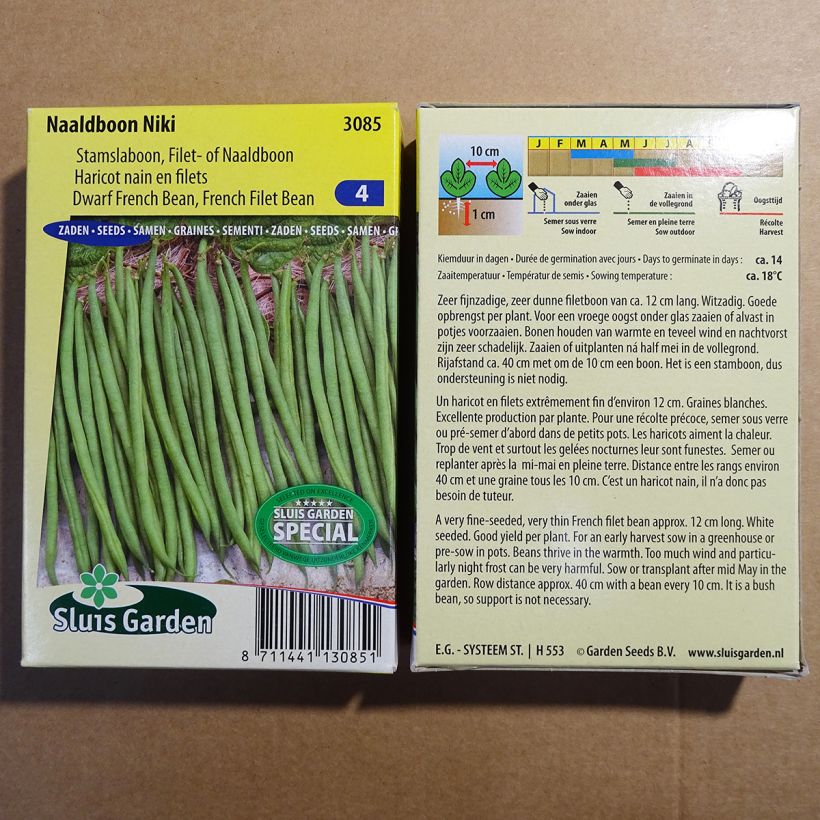 Naaldboon Niki 3085
Stamslaboon, Filet- of Naaldboon
Haricot nain en filets
Dwarf French Bean, French Filet Bean 4
ZADEN • SEEDS • SAMEN • GRAINES • SEMENTI • ZADEN • SEEDS • SAMEN •
SELECTED ON EXCELLENCE
SLUIS GARDEN
SPECIAL
Sluis Garden
8 711441 130851
10 cm
1 cm
J F M A M J J A S
Zaaien
onder glas
Semer sous verre
Sow indoor
Zaaien in
de vollegrond
Semer en pleine terre
Sow outdoor
Oogsttijd
Récolte
Harvest
Kiemduur in dagen • Durée de germination avec jours • Days to germinate in days : ca. 14
Zaaitemperatuur • Températur de semis • Sowing temperature : ca. 18°C
Zeer fijnzadige, zeer dunne filetboon van ca. 12 cm lang. Witzadig. Goede
opbrengst per plant. Voor een vroege oogst onder glas zaaien of alvast in
potjes voorzaaien. Bonen houden van warmte en teveel wind en nachtvorst
zijn zeer schadelijk. Zaaien of uitplanten ná half mei in de vollegrond.
Rijafstand ca. 40 cm met om de 10 cm een boon. Het is een stamboon, dus
ondersteuning is niet nodig.
Un haricot en filets extrêmement fin d'environ 12 cm. Graines blanches.
Excellente production par plante. Pour une récolte précoce, semer sous verre
ou pré-semer d'abord dans de petits pots. Les haricots aiment la chaleur.
Trop de vent et surtout les gelées nocturnes leur sont funestes. Semer ou
replanter après la mi-mai en pleine terre. Distance entre les rangs environ
40 cm et une graine tous les 10 cm. C'est un haricot nain, il n'a donc pas
besoin de tuteur.
A very fine-seeded, very thin French filet bean approx. 12 cm long. White
seeded. Good yield per plant. For an early harvest sow in a greenhouse or
pre-sow in pots. Beans thrive in the warmth. Too much wind and particu-
larly night frost can be very harmful. Sow or transplant after mid May in the
garden. Row distance approx. 40 cm with a bean every 10 cm. It is a bush
bean, so support is not necessary.
E.G. - SYSTEEM ST. | H 553 © Garden Seeds B.V. www.sluisgarden.nl